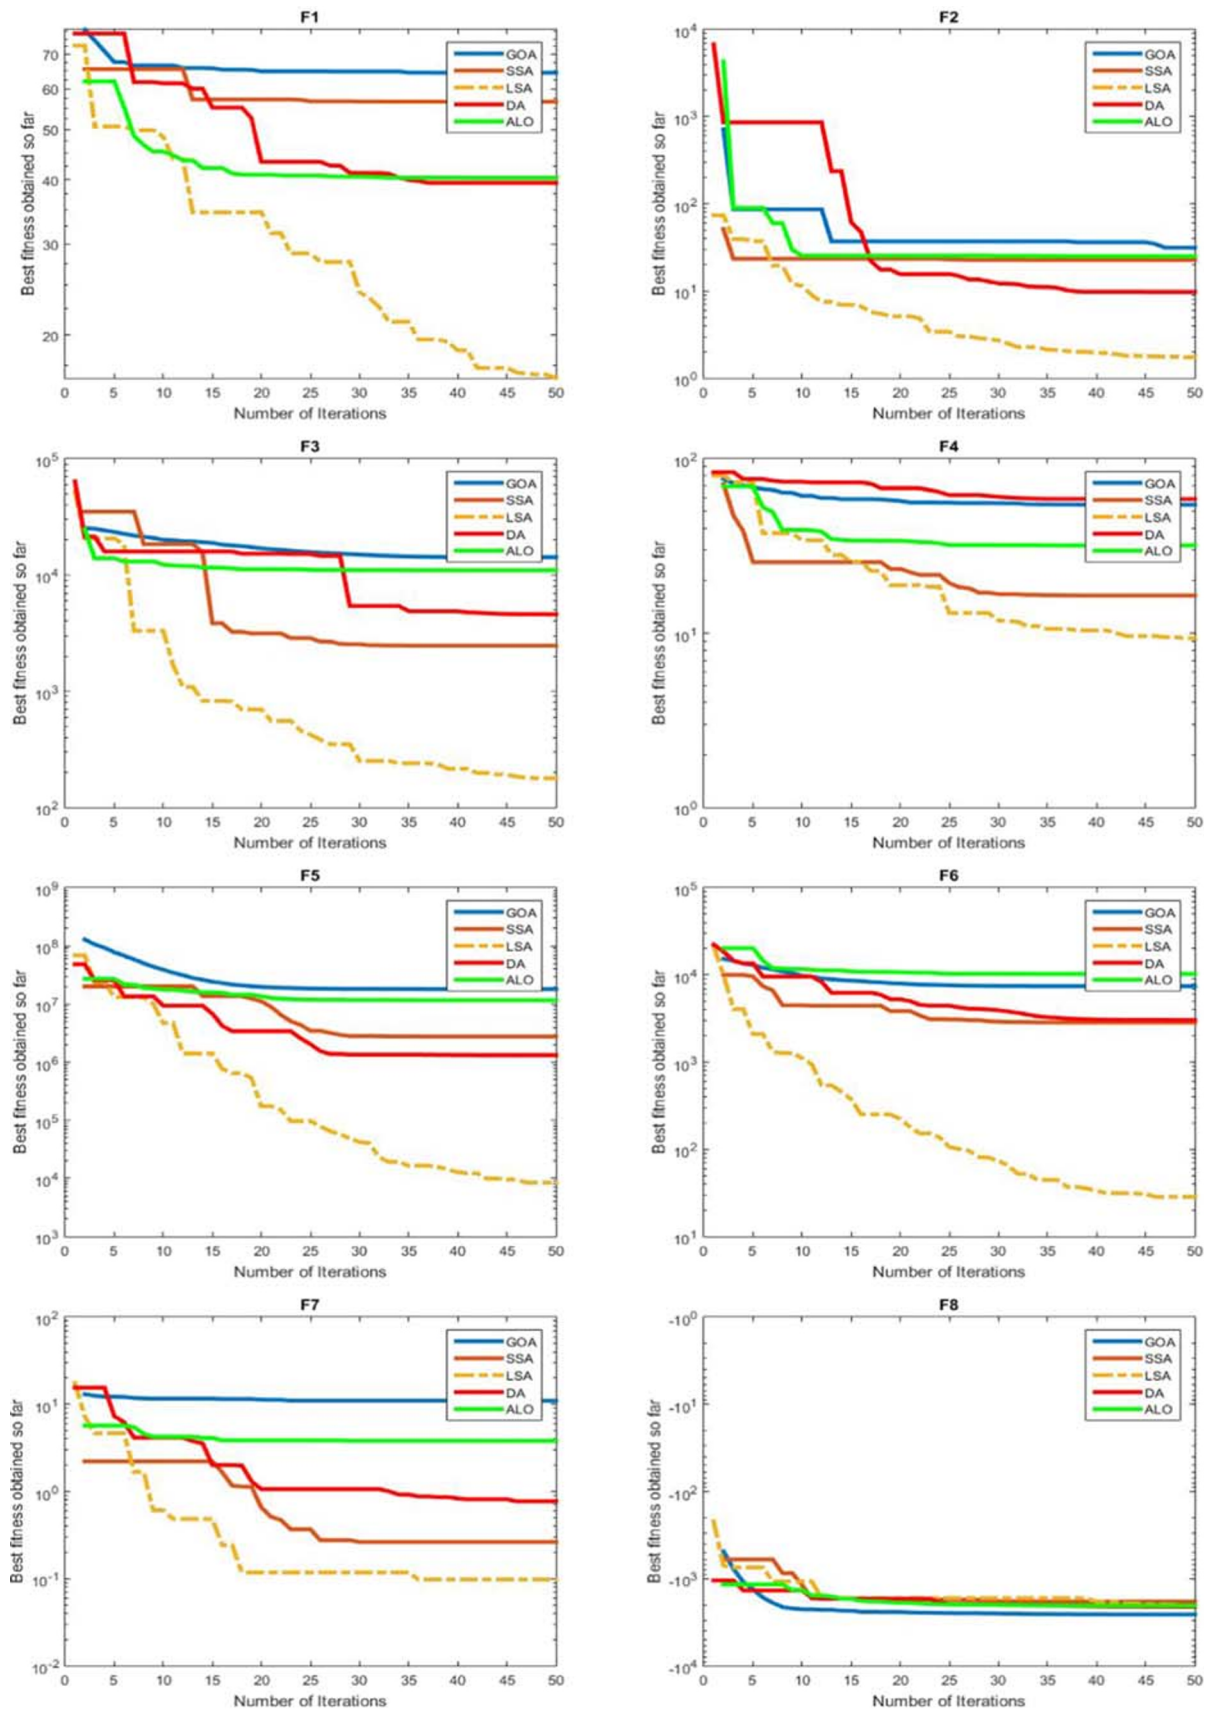 F1
Best fitness obtained so far
70
60
50
40
30
20
0 5 10 15 20 25 30 35 40 45 50
Number of Iterations
GOA
SSA
LSA
DA
ALO
F2
Best fitness obtained so far
10^4
10^3
10^2
10^1
10^0
0 5 10 15 20 25 30 35 40 45 50
Number of Iterations
GOA
SSA
LSA
DA
ALO
F3
Best fitness obtained so far
10^5
10^4
10^3
10^2
0 5 10 15 20 25 30 35 40 45 50
Number of Iterations
GOA
SSA
LSA
DA
ALO
F4
Best fitness obtained so far
10^2
10^1
10^0
0 5 10 15 20 25 30 35 40 45 50
Number of Iterations
GOA
SSA
LSA
DA
ALO
F5
Best fitness obtained so far
10^9
10^8
10^7
10^6
10^5
10^4
10^3
0 5 10 15 20 25 30 35 40 45 50
Number of Iterations
GOA
SSA
LSA
DA
ALO
F6
Best fitness obtained so far
10^5
10^4
10^3
10^2
10^1
0 5 10 15 20 25 30 35 40 45 50
Number of Iterations
GOA
SSA
LSA
DA
ALO
F7
Best fitness obtained so far
10^2
10^1
10^0
10^-1
10^-2
0 5 10 15 20 25 30 35 40 45 50
Number of Iterations
GOA
SSA
LSA
DA
ALO
F8
Best fitness obtained so far
-10^0
-10^1
-10^2
-10^3
-10^4
0 5 10 15 20 25 30 35 40 45 50
Number of Iterations
GOA
SSA
LSA
DA
ALO